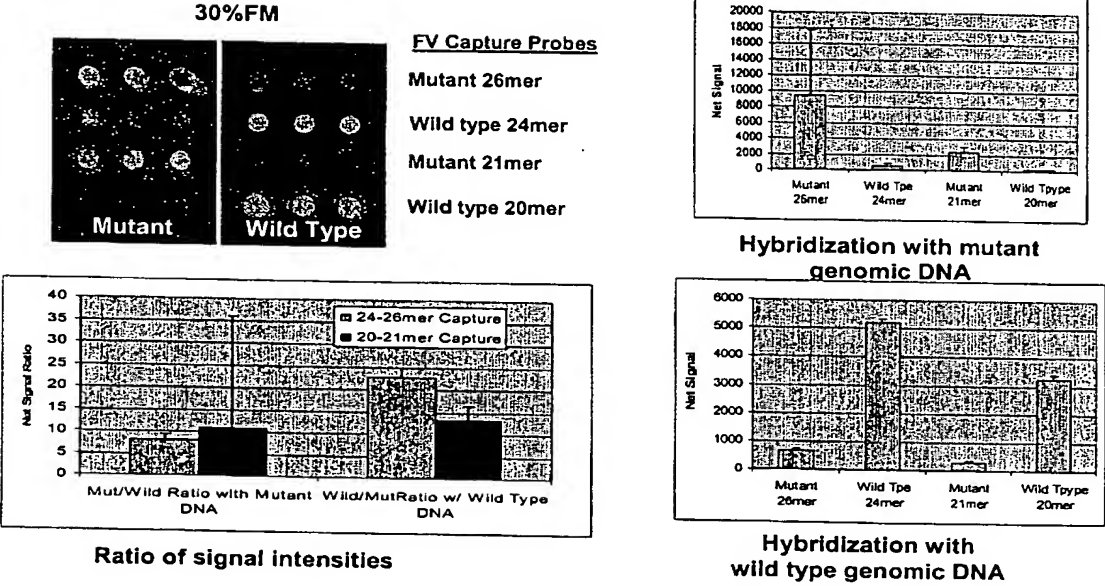 30%FM
FV Capture Probes
Mutant 26mer
Wild type 24mer
Mutant 21mer
Wild type 20mer
Mutant
Wild Type
20000
18000
16000
14000
12000
10000
8000
6000
4000
2000
0
Net Signal
Mutant
26mer
Wild Tpe
24mer
Mutant
21mer
Wild Tpype
20mer
Hybridization with mutant
genomic DNA
40
35
30
25
20
15
10
5
0
Net Signal Ratio
24-26mer Capture
20-21mer Capture
Mut/Wild Ratio with Mutant
DNA
Wild/MutRatio w/ Wild Type
DNA
Ratio of signal intensities
6000
5000
4000
3000
2000
1000
0
Net Signal
Mutant
26mer
Wild Tpe
24mer
Mutant
21mer
Wild Tpype
20mer
Hybridization with
wild type genomic DNA